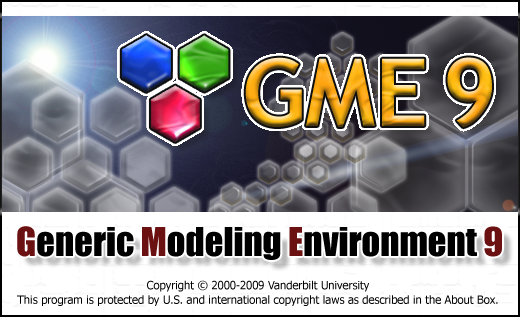 GME 9
Generic Modeling Environment 9
Copyright © 2000-2009 Vanderbilt University
This program is protected by U.S. and international copyright laws as described in the About Box.